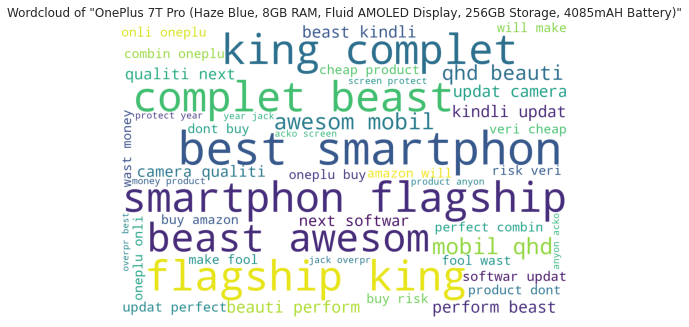 Wordcloud of "OnePlus 7T Pro (Haze Blue, 8GB RAM, Fluid AMOLED Display, 256GB Storage, 4085mAH Battery)"
onli oneplu
beast kindli
will make
combin oneplu
king complet
cheap product
qualiti next
screen protect
qhd beauti
complet beast
updat camera
protect year
year jack
awesom mobil
kindli updat
dont buy
acko screen
veri cheap
wast money
best smartphon
camera qualiti
oneplu buy
amazon will
risk veri
money product
product anyon
smartphon flagship
overpr best
oneplu onli
buy amazon
next softwar
perfect combin
anyon acko
beast awesom
mobil qhd
make fool
jack overpr
fool wast
flagship king
softwar updat
product dont
buy risk
updat perfect
beauti perform
perform beast